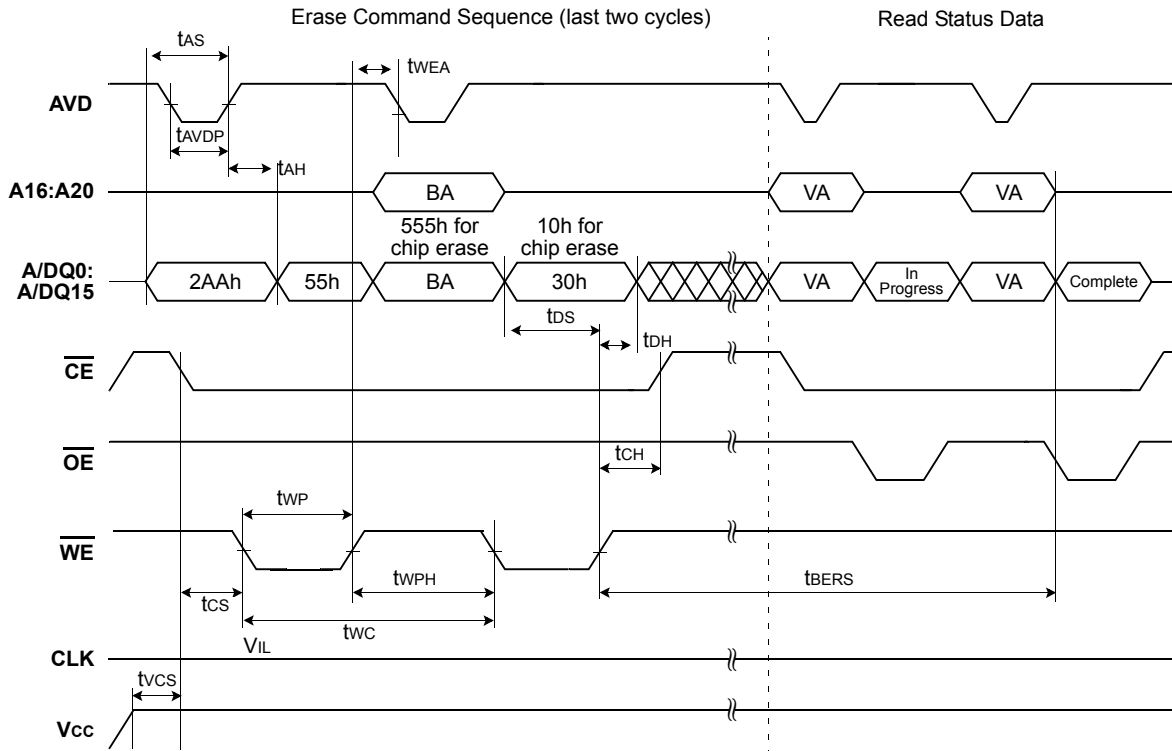 Erase Command Sequence (last two cycles)
Read Status Data
tAS
tWEA
AVD
tAVDP
tAH
A16:A20
BA
VA
VA
555h for
chip erase
10h for
chip erase
A/DQ0:
A/DQ15
2AAh
55h
BA
30h
VA
In
Progress
VA
Complete
tDS
tDH
CE
OE
tCH
tWP
WE
tWPH
tBERS
tCS
tWC
VIL
CLK
tVCS
Vcc